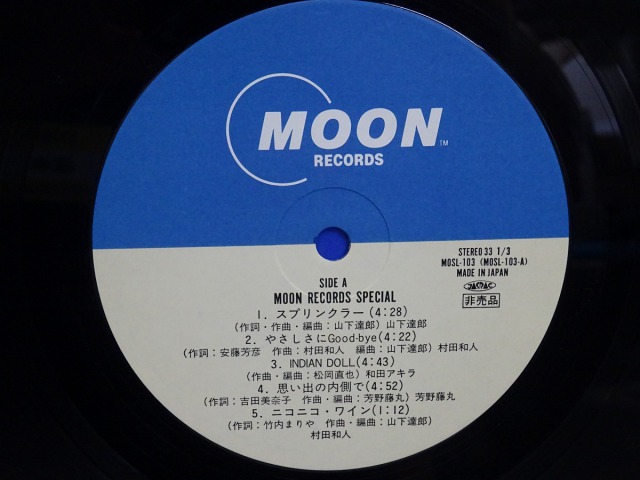 MOON TM
RECORDS
STEREO 33 1/3
MOSL-103 (MOSL-103-A)
MADE IN JAPAN
JASRAC
非売品
SIDE A
MOON RECORDS SPECIAL
1. スプリンクラー(4:28)
(作詞・作曲・編曲：山下達郎) 山下達郎
2. やさしさにGood-bye(4:22)
(作詞：安藤芳彦 作曲：村田和人 編曲：山下達郎) 村田和人
3. INDIAN DOLL(4:43)
(作曲・編曲：松岡直也) 和田アキラ
4. 思い出の内側で(4:52)
(作詞：吉田美奈子 作曲・編曲：芳野藤丸) 芳野藤丸
5. ニコニコ・ワイン(1:12)
(作詞：竹内まりや 作曲・編曲：山下達郎)
村田和人